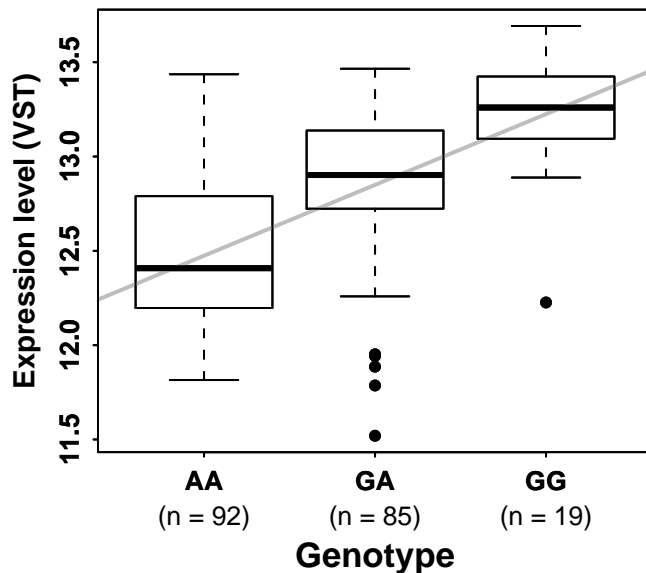 Expression level (VST)
13.5
13.0
12.5
12.0
11.5
AA GA GG
(n = 92) (n = 85) (n = 19)
Genotype